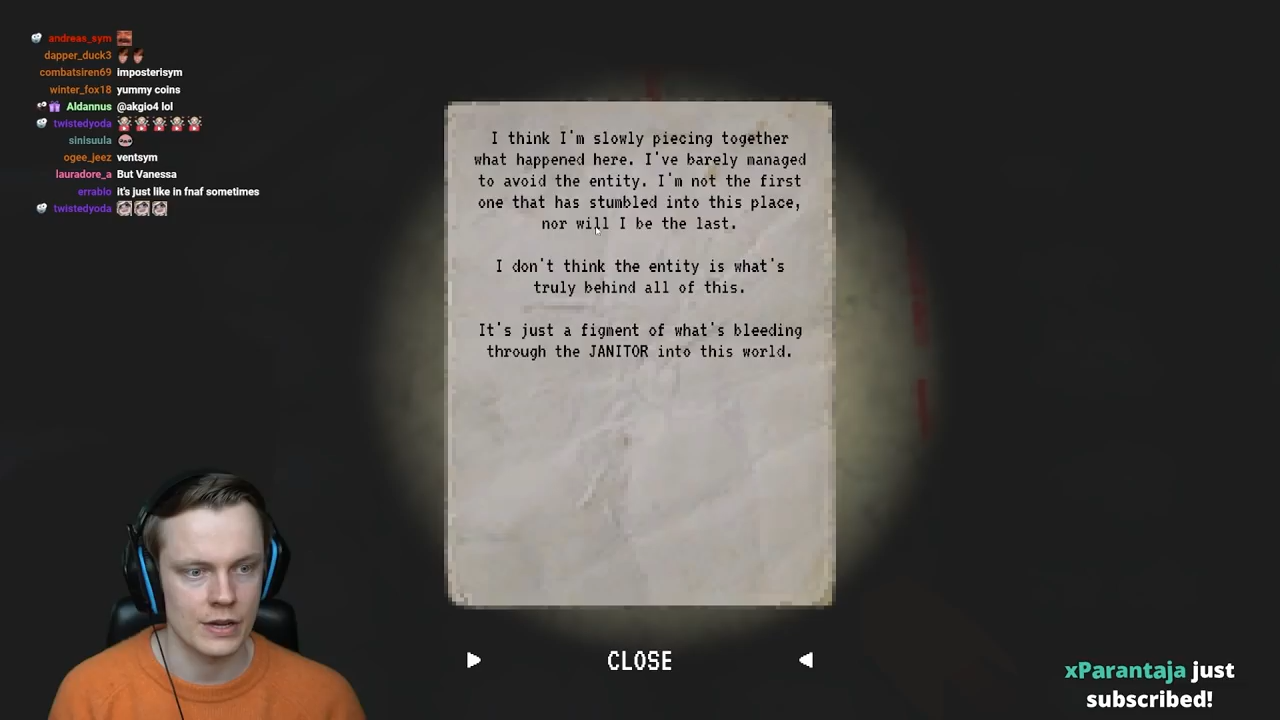 andreas_sym
dapper_duck3
combatsiren69 imposterisym
winter_fox18 yummy coins
Aldannus @akgio4 lol
twistedyoda
sinisuula
ogee_jeez ventsym
lauradore_a But Vanessa
errablo it's just like in fnaf sometimes
twistedyoda
I think I'm slowly piecing together
what happened here. I've barely managed
to avoid the entity. I'm not the first
one that has stumbled into this place,
nor will I be the last.
I don't think the entity is what's
truly behind all of this.
It's just a figment of what's bleeding
through the JANITOR into this world.
CLOSE
xParantaja just
subscribed!